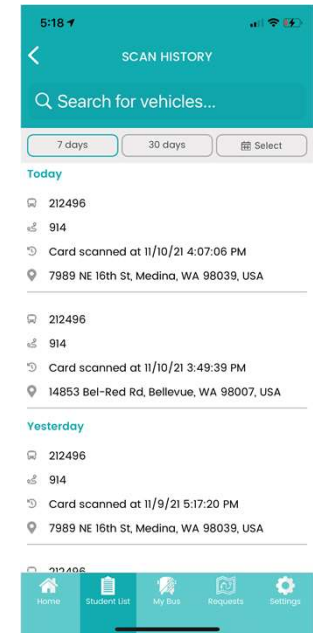 5:18
SCAN HISTORY
Search for vehicles...
7 days 30 days Select
Today
212496
914
Card scanned at 11/10/21 4:07:06 PM
7989 NE 16th St, Medina, WA 98039, USA
212496
914
Card scanned at 11/10/21 3:49:39 PM
14853 Bel-Red Rd, Bellevue, WA 98007, USA
Yesterday
212496
914
Card scanned at 11/9/21 5:17:20 PM
7989 NE 16th St, Medina, WA 98039, USA
212496
Home Student List My Bus Requests Settings